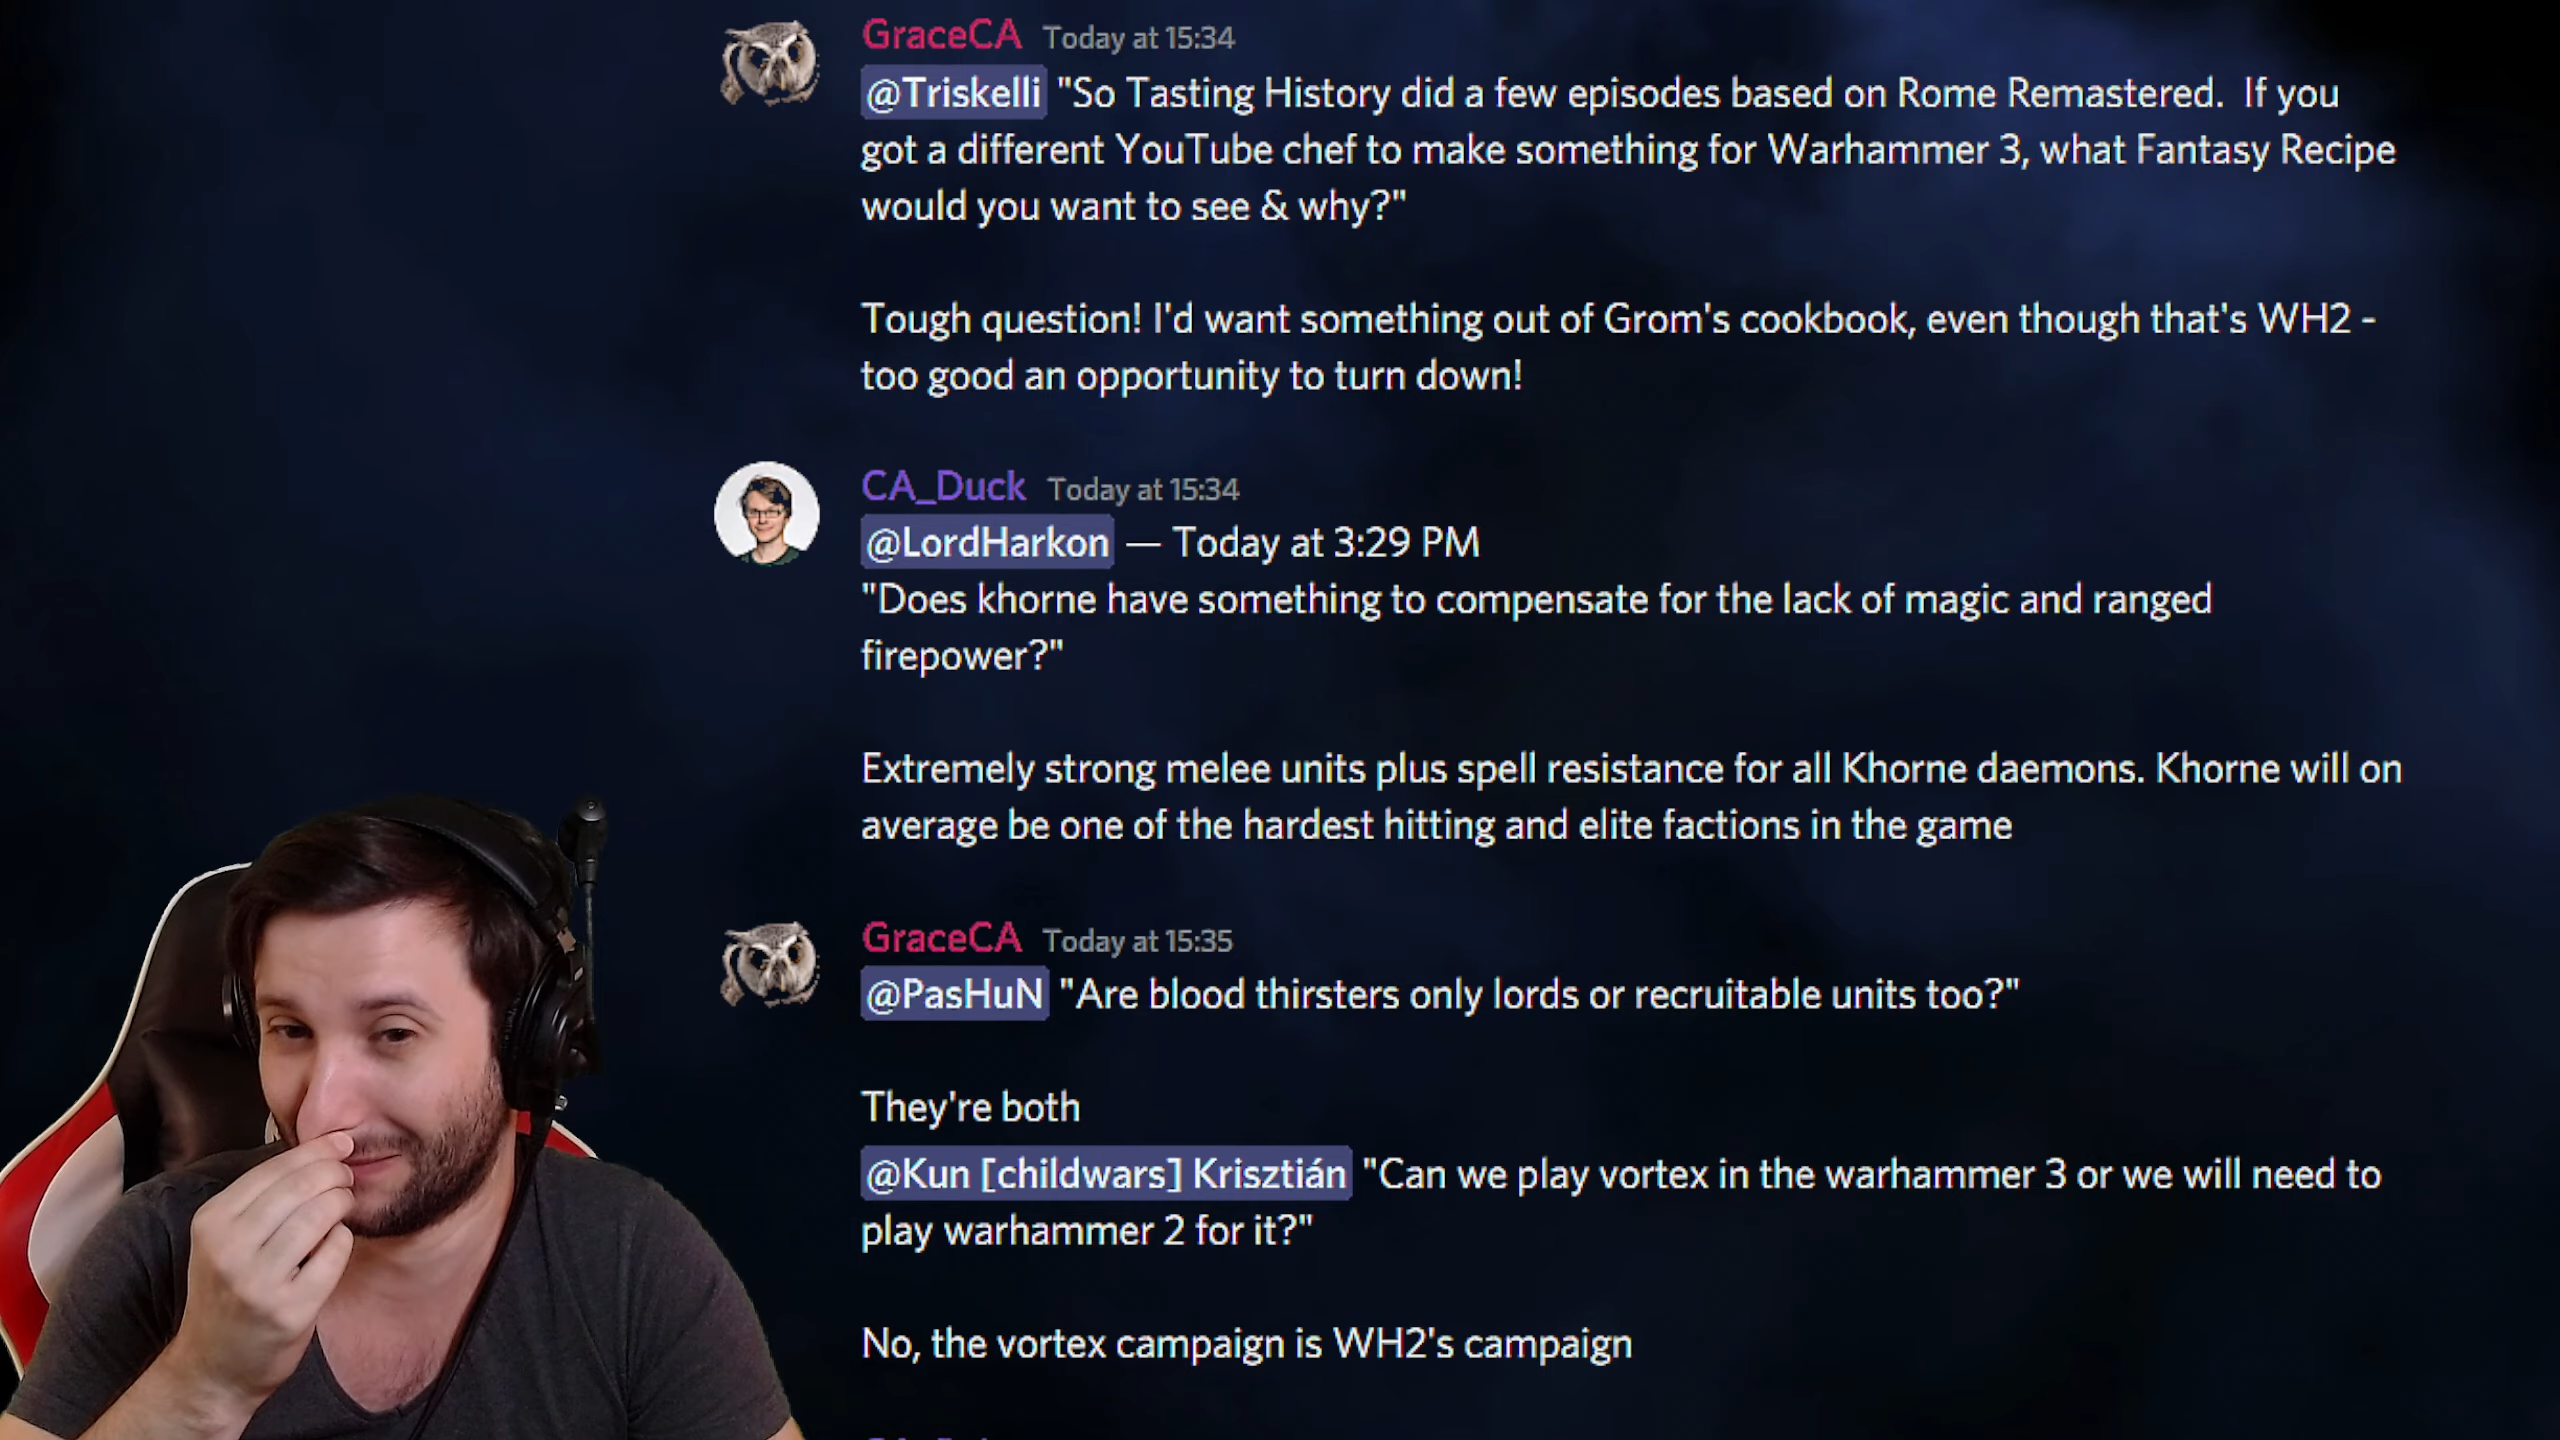 GraceCA Today at 15:34
@Triskelli "So Tasting History did a few episodes based on Rome Remastered. If you
got a different YouTube chef to make something for Warhammer 3, what Fantasy Recipe
would you want to see & why?"
Tough question! I'd want something out of Grom's cookbook, even though that's WH2 -
too good an opportunity to turn down!
CA_Duck Today at 15:34
@LordHarkon — Today at 3:29 PM
"Does khorne have something to compensate for the lack of magic and ranged
firepower?"
Extremely strong melee units plus spell resistance for all Khorne daemons. Khorne will on
average be one of the hardest hitting and elite factions in the game
GraceCA Today at 15:35
@PasHuN "Are blood thirsters only lords or recruitable units too?"
They're both
@Kun [childwars] Krisztián "Can we play vortex in the warhammer 3 or we will need to
play warhammer 2 for it?"
No, the vortex campaign is WH2's campaign